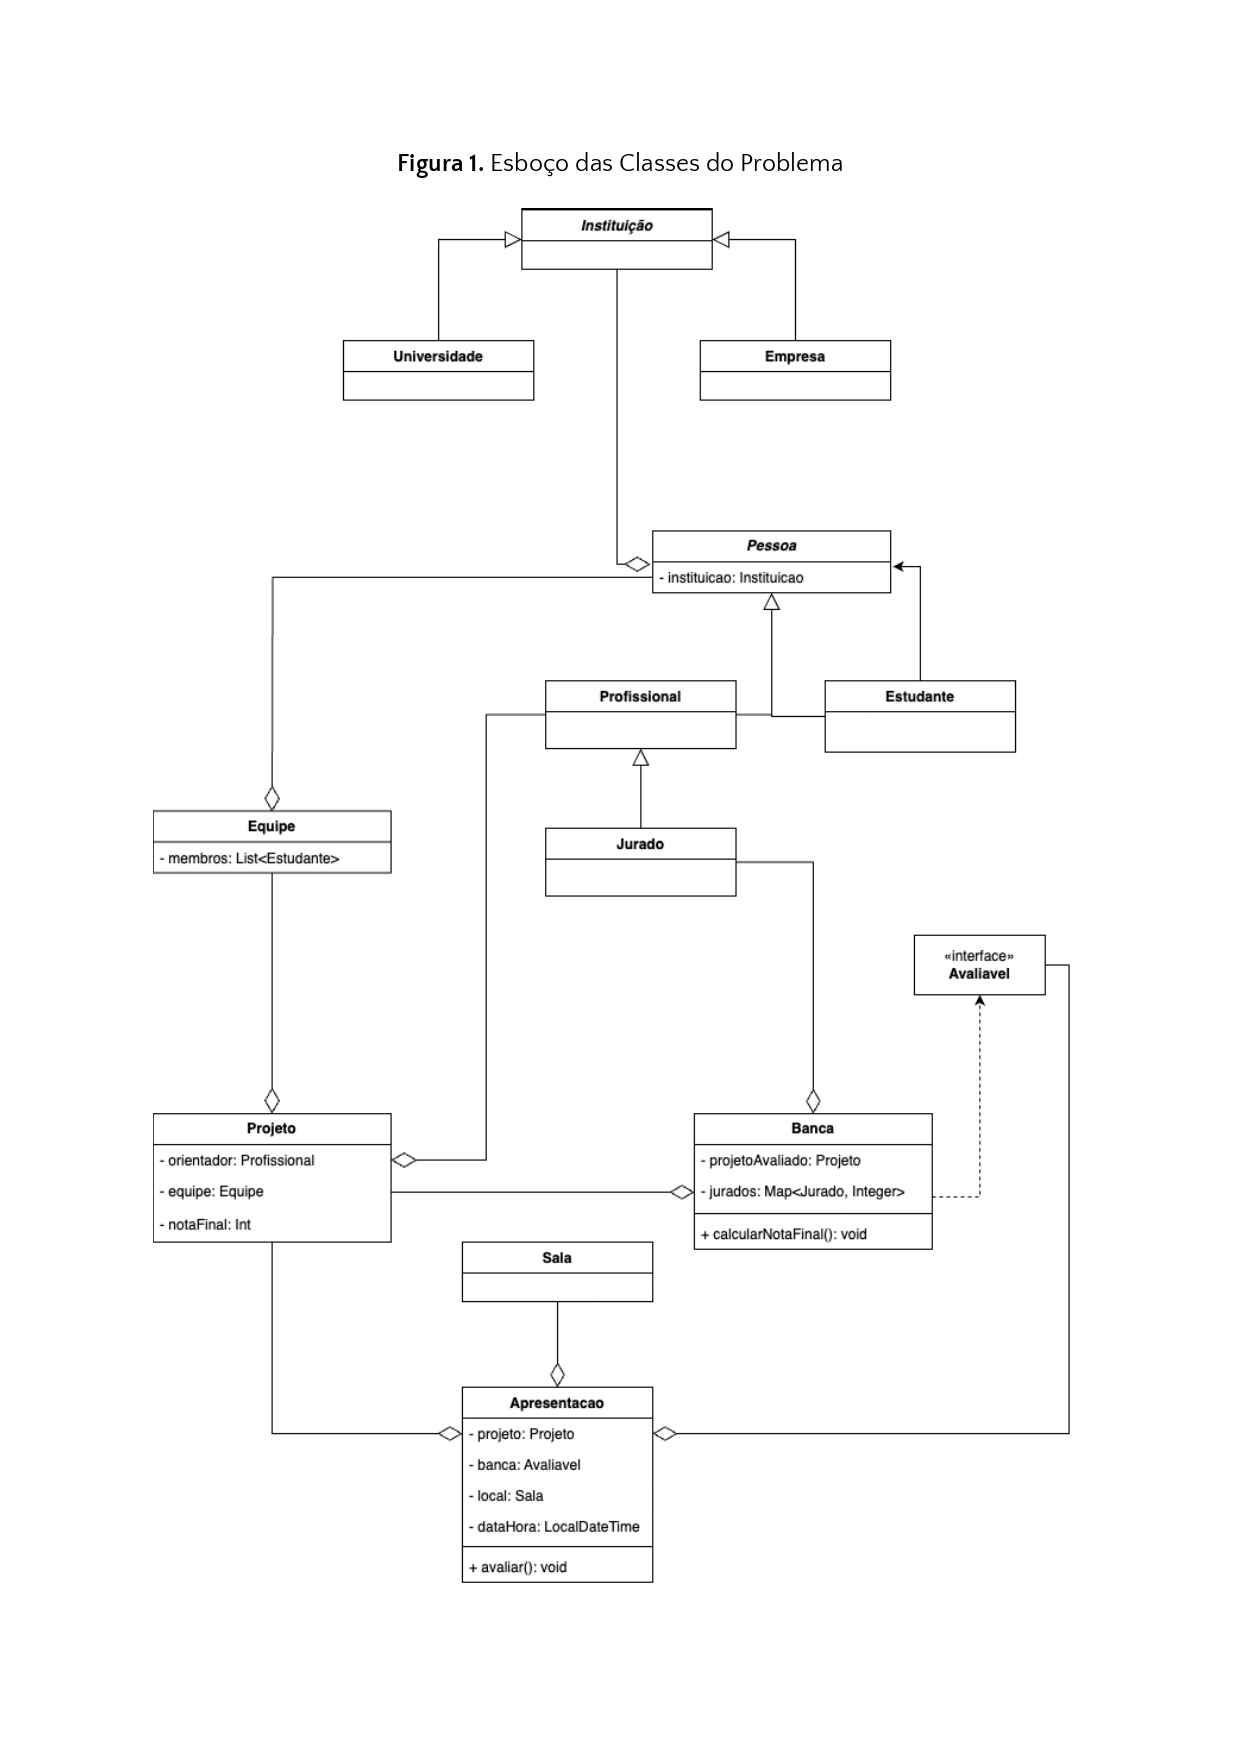 Figura 1. Esboço das Classes do Problema
Instituição
Universidade
Empresa
Pessoa
- instituicao: Instituicao
Profissional
Estudante
Equipe
- membros: List<Estudante>
Jurado
«interface»
Avaliavel
Projeto
- orientador: Profissional
- equipe: Equipe
- notaFinal: Int
Banca
- projetoAvaliado: Projeto
- jurados: Map<Jurado, Integer>
+ calcularNotaFinal(): void
Sala
Apresentacao
- projeto: Projeto
- banca: Avaliavel
- local: Sala
- dataHora: LocalDateTime
+ avaliar(): void